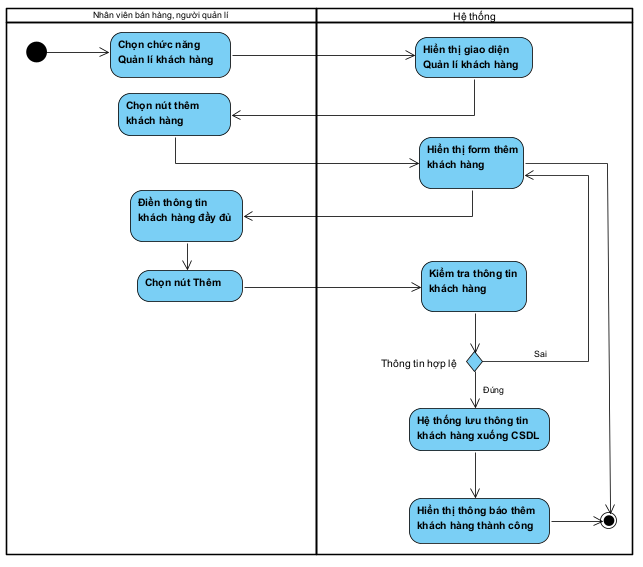 Nhân viên bán hàng, người quản lí
Hệ thống
Chọn chức năng
Quản lí khách hàng
Hiển thị giao diện
Quản lí khách hàng
Chọn nút thêm
khách hàng
Hiển thị form thêm
khách hàng
Điền thông tin
khách hàng đầy đủ
Chọn nút Thêm
Kiểm tra thông tin
khách hàng
Thông tin hợp lệ
Sai
Đúng
Hệ thống lưu thông tin
khách hàng xuống CSDL
Hiển thị thông báo thêm
khách hàng thành công